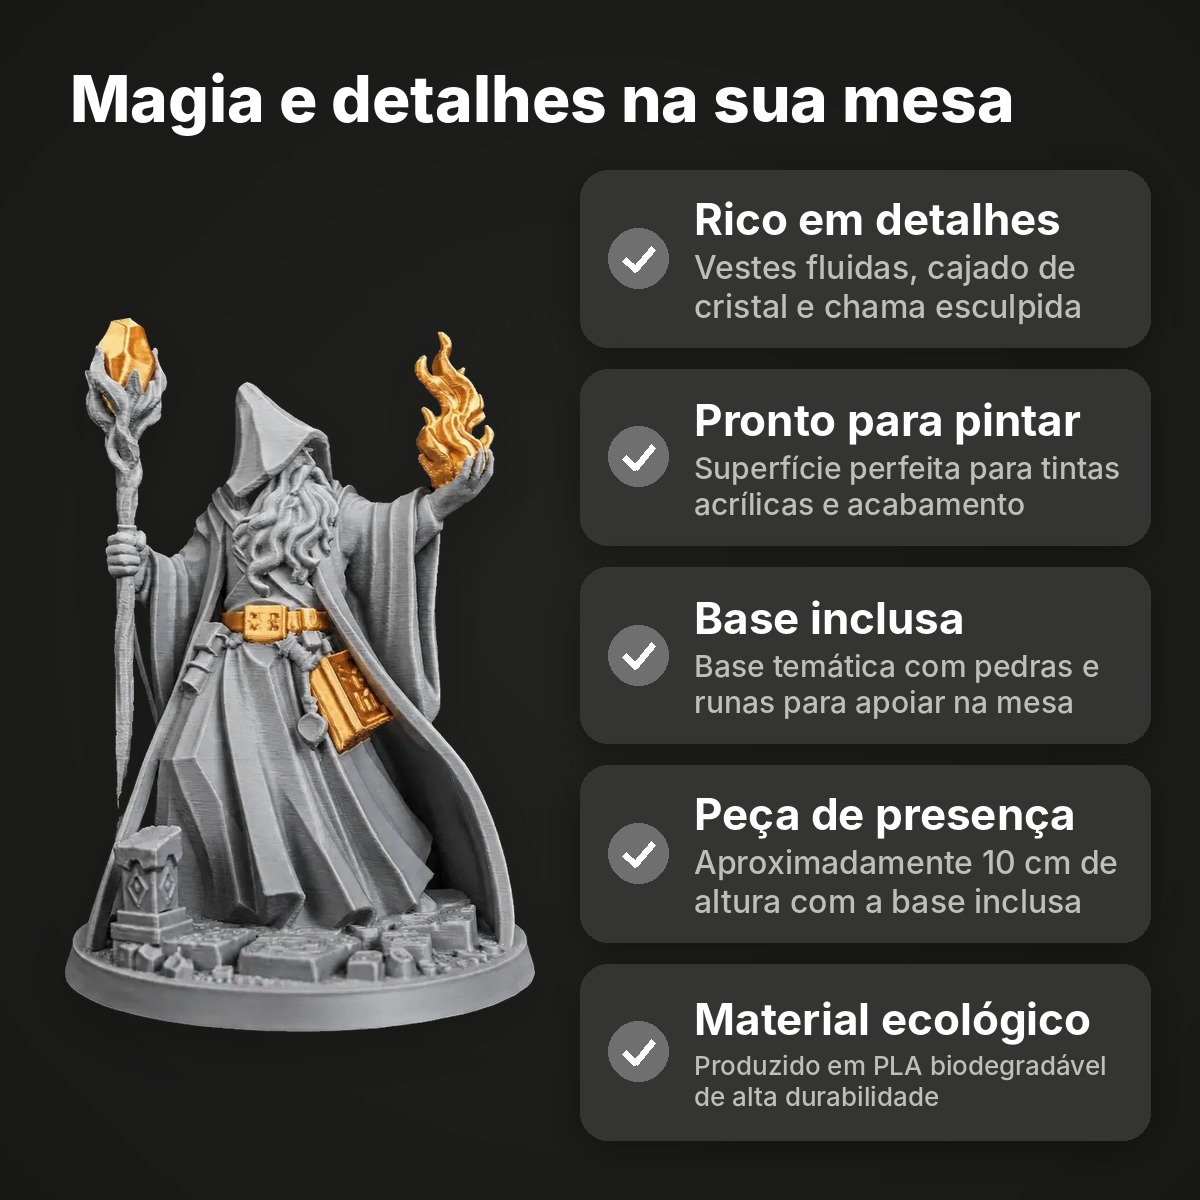 Magia e detalhes na sua mesa
Rico em detalhes
Vestes fluidas, cajado de
cristal e chama esculpida
Pronto para pintar
Superfície perfeita para tintas
acrílicas e acabamento
Base inclusa
Base temática com pedras e
runas para apoiar na mesa
Peça de presença
Aproximadamente 10 cm de
altura com a base inclusa
Material ecológico
Produzido em PLA biodegradável
de alta durabilidade